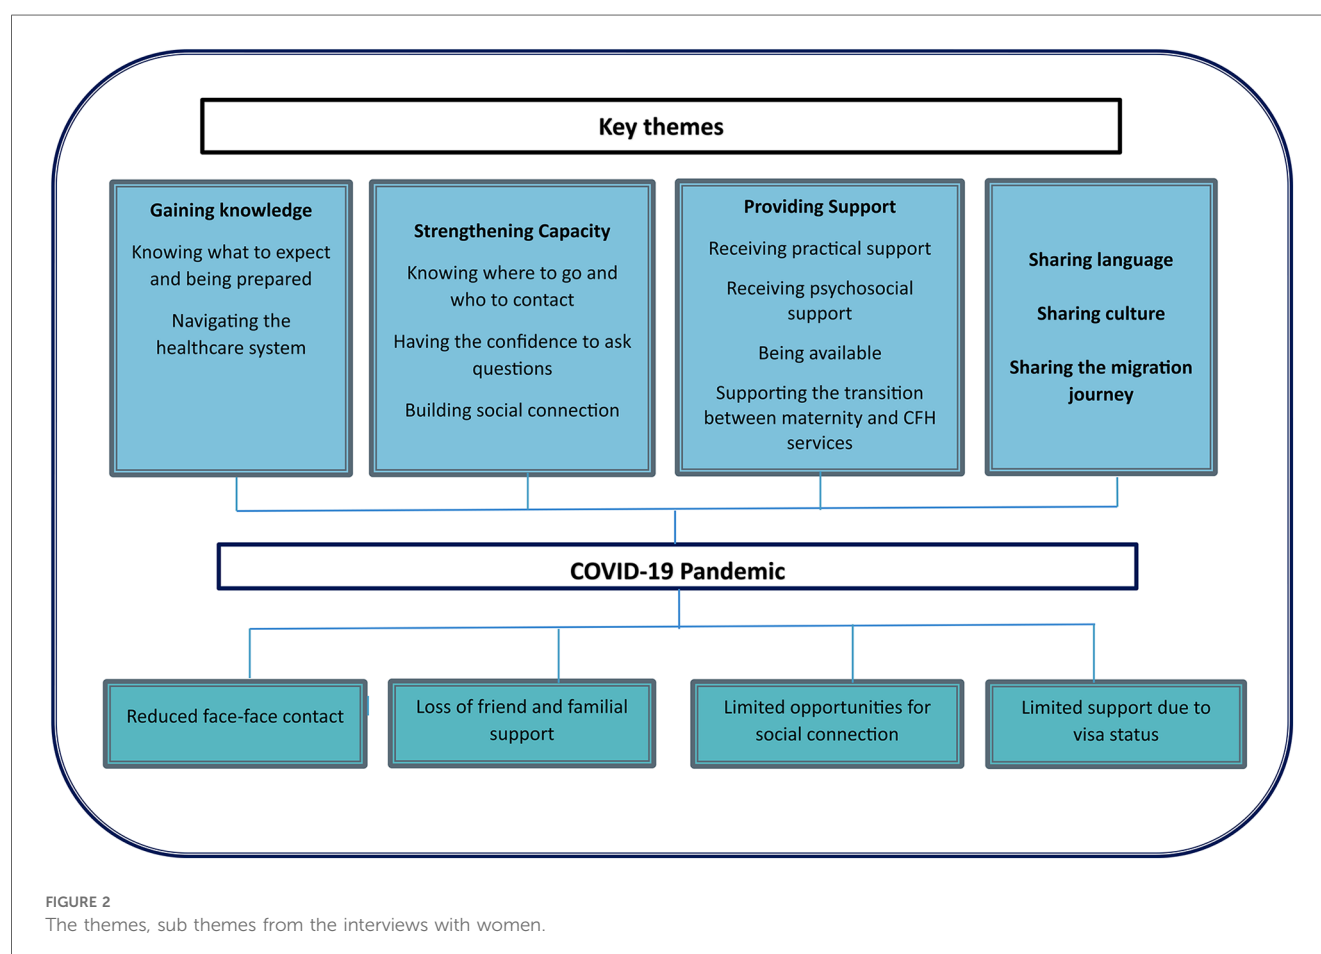 Key themes
Gaining knowledge
Knowing what to expect
and being prepared
Navigating the
healthcare system
Strengthening Capacity
Knowing where to go and
who to contact
Having the confidence to ask
questions
Building social connection
Providing Support
Receiving practical support
Receiving psychosocial
support
Being available
Supporting the transition
between maternity and CFH
services
Sharing language
Sharing culture
Sharing the migration
journey
COVID-19 Pandemic
Reduced face-face contact
Loss of friend and familial
support
Limited opportunities for
social connection
Limited support due to
visa status
FIGURE 2
The themes, sub themes from the interviews with women.